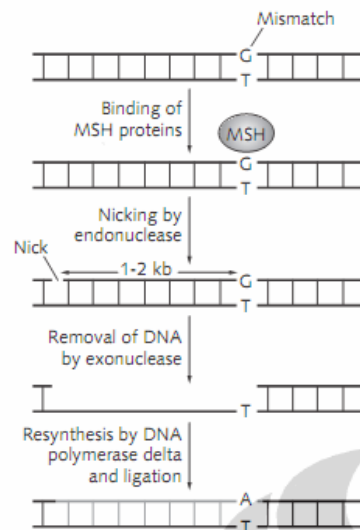 Mismatch
G
T
Binding of
MSH proteins
MSH
G
T
Nicking by
endonuclease
Nick
1-2 kb
G
T
Removal of DNA
by exonuclease
T
Resynthesis by DNA
polymerase delta
and ligation
A
T